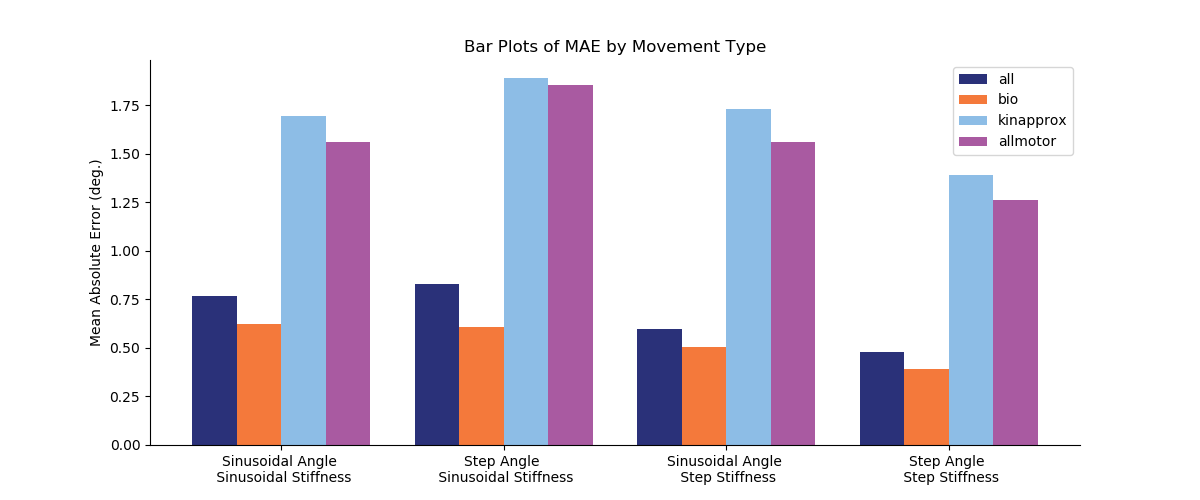 Bar Plots of MAE by Movement Type
Mean Absolute Error (deg.)
1.75
1.50
1.25
1.00
0.75
0.50
0.25
0.00
all
bio
kinapprox
allmotor
Sinusoidal Angle
Sinusoidal Stiffness
Step Angle
Sinusoidal Stiffness
Sinusoidal Angle
Step Stiffness
Step Angle
Step Stiffness